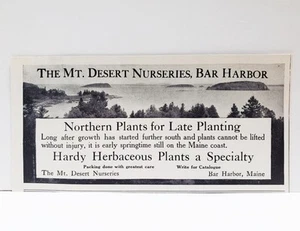 THE MT. DESERT NURSERIES, BAR HARBOR
Northern Plants for Late Planting
Long after growth has started further south and plants cannot be lifted
without injury, it is early springtime still on the Maine coast.
Hardy Herbaceous Plants a Specialty
Packing done with greatest care Write for Catalogue
The Mt. Desert Nurseries Bar Harbor, Maine